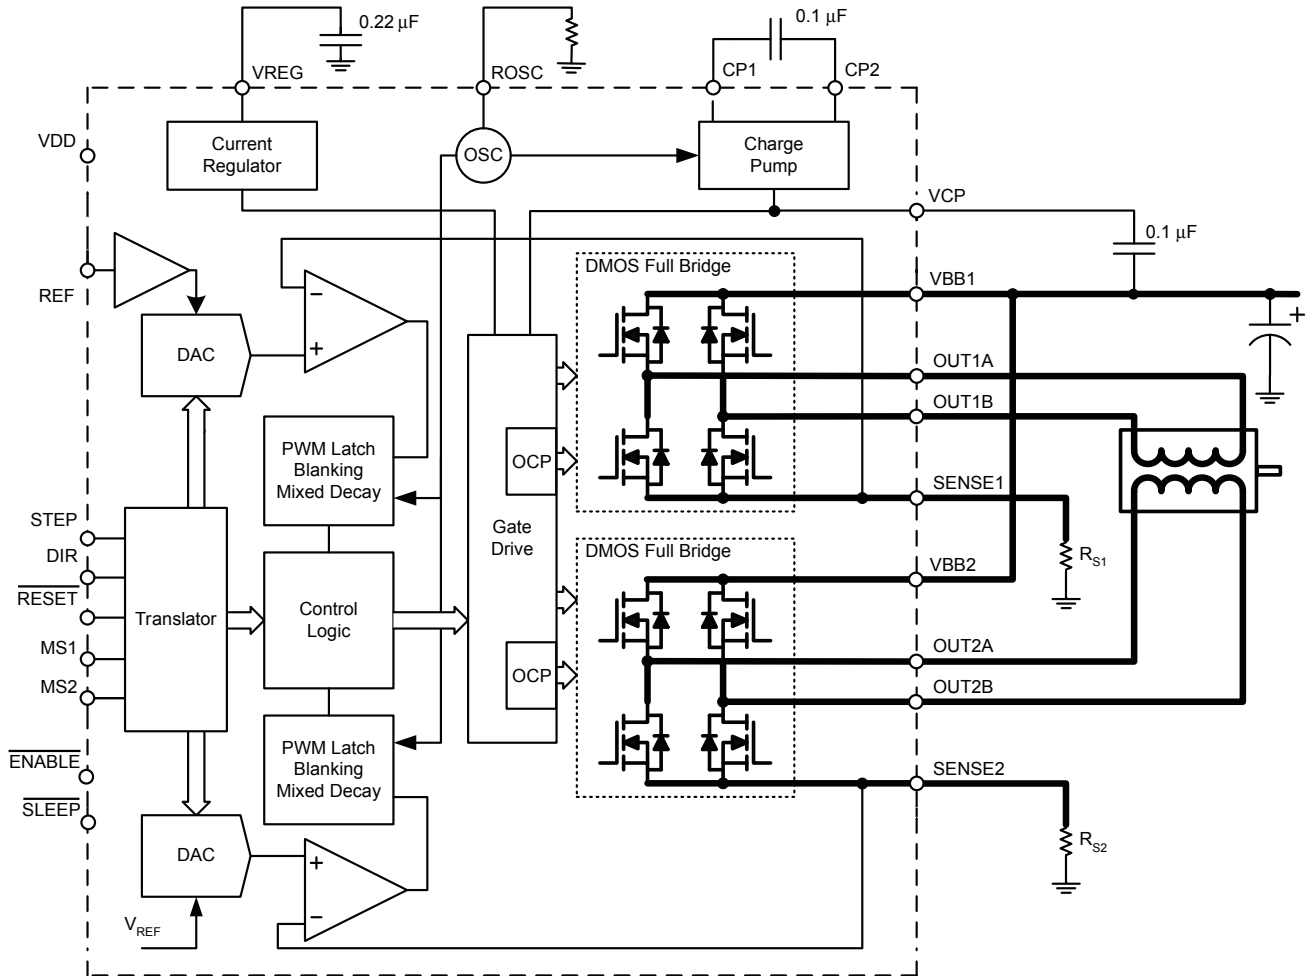 0.22 µF
0.1 µF
VREG
ROSC
CP1
CP2
VDD
Current
Regulator
OSC
Charge
Pump
VCP
0.1 µF
REF
DMOS Full Bridge
VBB1
+
−
+
DAC
OUT1A
OUT1B
PWM Latch
Blanking
Mixed Decay
OCP
SENSE1
STEP
DIR
RESET
MS1
MS2
Translator
Control
Logic
Gate
Drive
DMOS Full Bridge
RS1
VBB2
OCP
OUT2A
OUT2B
PWM Latch
Blanking
Mixed Decay
ENABLE
SLEEP
SENSE2
DAC
+
−
RS2
VREF